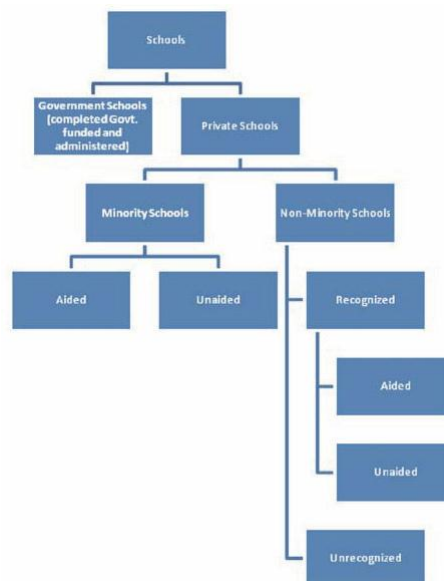 Schools
Government Schools
[completed Govt.
funded and
administered]
Private Schools
Minority Schools
Non-Minority Schools
Aided
Unaided
Recognized
Aided
Unaided
Unrecognized